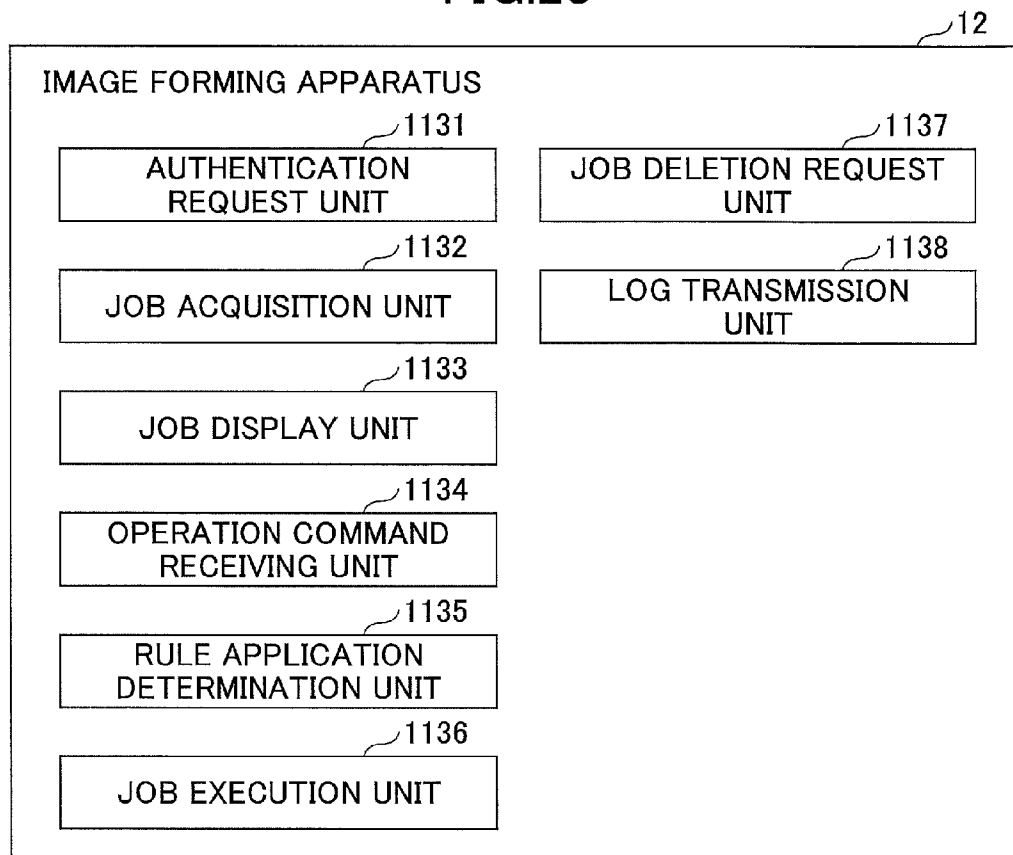 12
IMAGE FORMING APPARATUS
1131
AUTHENTICATION
REQUEST UNIT
1132
JOB ACQUISITION UNIT
1133
JOB DISPLAY UNIT
1134
OPERATION COMMAND
RECEIVING UNIT
1135
RULE APPLICATION
DETERMINATION UNIT
1136
JOB EXECUTION UNIT
1137
JOB DELETION REQUEST
UNIT
1138
LOG TRANSMISSION
UNIT